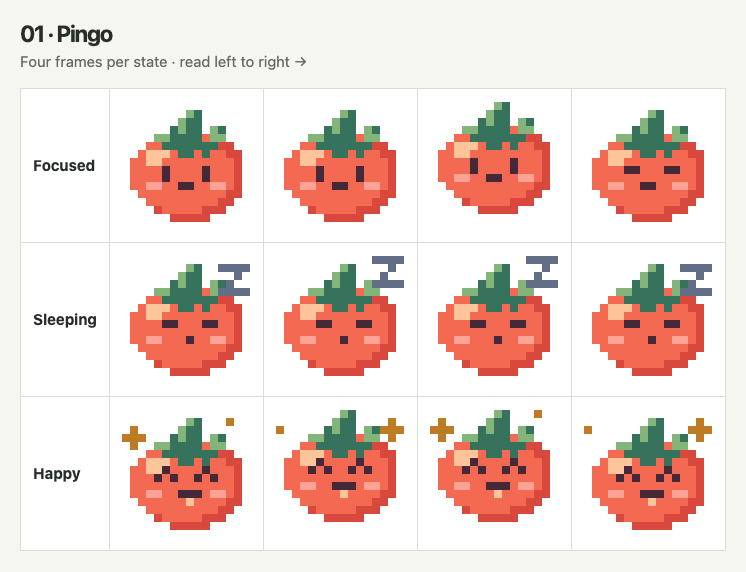 01 · Pingo
Four frames per state · read left to right →
Focused
Sleeping
Z Z Z Z
Happy